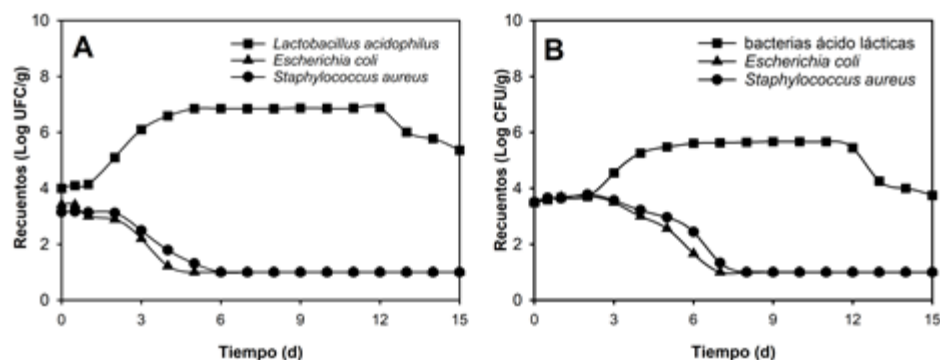 A
Recuentos (Log UFC/g)
10
8
6
4
2
0
Lactobacillus acidophilus
Escherichia coli
Staphylococcus aureus
0 3 6 9 12 15
Tiempo (d)
B
Recuentos (Log CFU/g)
10
8
6
4
2
0
bacterias ácido lácticas
Escherichia coli
Staphylococcus aureus
0 3 6 9 12 15
Tiempo (d)